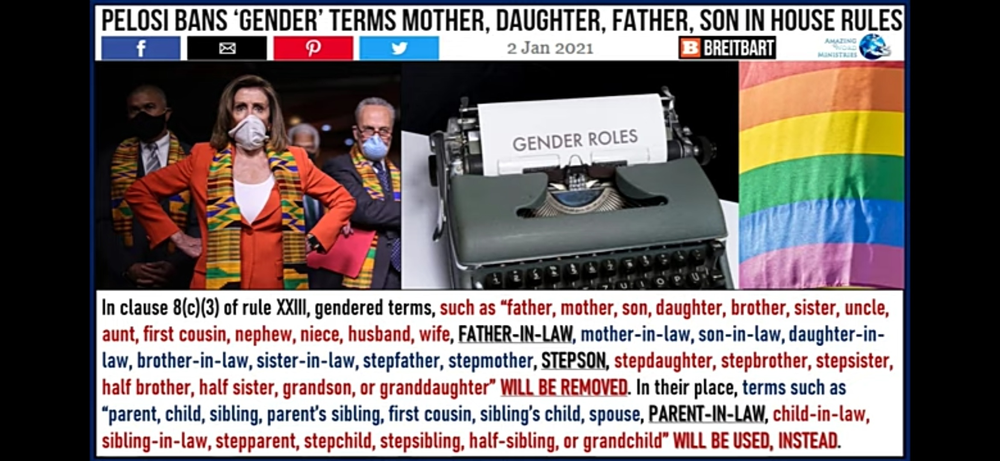 PELOSI BANS ‘GENDER’ TERMS MOTHER, DAUGHTER, FATHER, SON IN HOUSE RULES
f
2 Jan 2021
B BREITBART
AMAZING
WORD
MINISTRIES
GENDER ROLES
In clause 8(c)(3) of rule XXIII, gendered terms, such as “father, mother, son, daughter, brother, sister, uncle,
aunt, first cousin, nephew, niece, husband, wife, FATHER-IN-LAW, mother-in-law, son-in-law, daughter-in-
law, brother-in-law, sister-in-law, stepfather, stepmother, STEPSON, stepdaughter, stepbrother, stepsister,
half brother, half sister, grandson, or granddaughter” WILL BE REMOVED. In their place, terms such as
“parent, child, sibling, parent’s sibling, first cousin, sibling’s child, spouse, PARENT-IN-LAW, child-in-law,
sibling-in-law, stepparent, stepchild, stepsibling, half-sibling, or grandchild” WILL BE USED, INSTEAD.